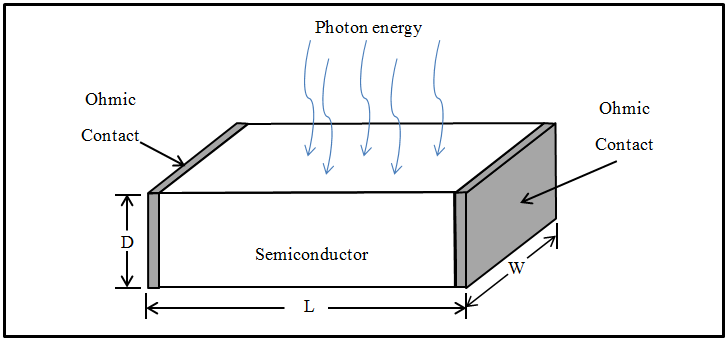 Photon energy
Ohmic
Contact
Ohmic
Contact
D
Semiconductor
W
L